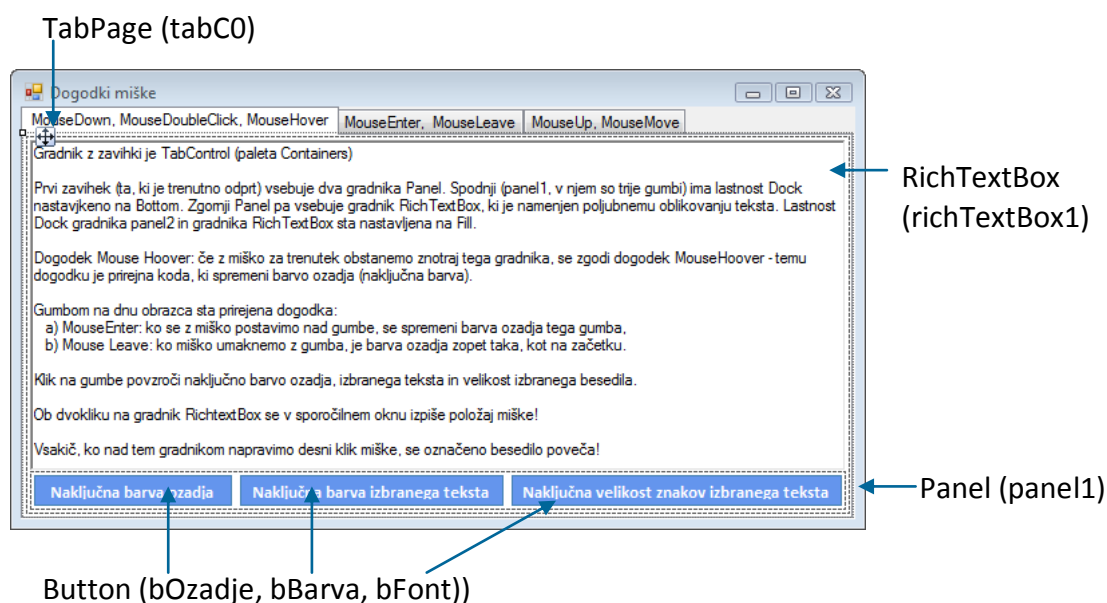 TabPage (tabC0)
Dogodki miške
MouseDown, MouseDoubleClick, MouseHover MouseEnter, MouseLeave MouseUp, MouseMove
Gradnik z zavihki je TabControl (paleta Containers)
Prvi zavihek (ta, ki je trenutno odprt) vsebuje dva gradnika Panel. Spodnji (panel1, v njem so trije gumbi) ima lastnost Dock
nastavjkeno na Bottom. Zgornji Panel pa vsebuje gradnik RichTextBox, ki je namenjen poljubnemu oblikovanju teksta. Lastnost
Dock gradnika panel2 in gradnika RichTextBox sta nastavljena na Fill.
RichTextBox
(richTextBox1)
Dogodek Mouse Hoover: če z miško za trenutek obstanemo znotraj tega gradnika, se zgodi dogodek MouseHoover - temu
dogodku je prirejna koda, ki spremeni barvo ozadja (naključna barva).
Gumbom na dnu obrazca sta prirejena dogodka:
a) MouseEnter: ko se z miško postavimo nad gumbe, se spremeni barva ozadja tega gumba,
b) Mouse Leave: ko miško umaknemo z gumba, je barva ozadja zopet taka, kot na začetku.
Klik na gumbe povzroči naključno barvo ozadja, izbranega teksta in velikost izbranega besedila.
Ob dvokliku na gradnik RichtextBox se v sporočilnem oknu izpiše položaj miške!
Vsakič, ko nad tem gradnikom napravimo desni klik miške, se označeno besedilo poveča!
Naključna barva ozadja Naključna barva izbranega teksta Naključna velikost znakov izbranega teksta
Panel (panel1)
Button (bOzadje, bBarva, bFont))